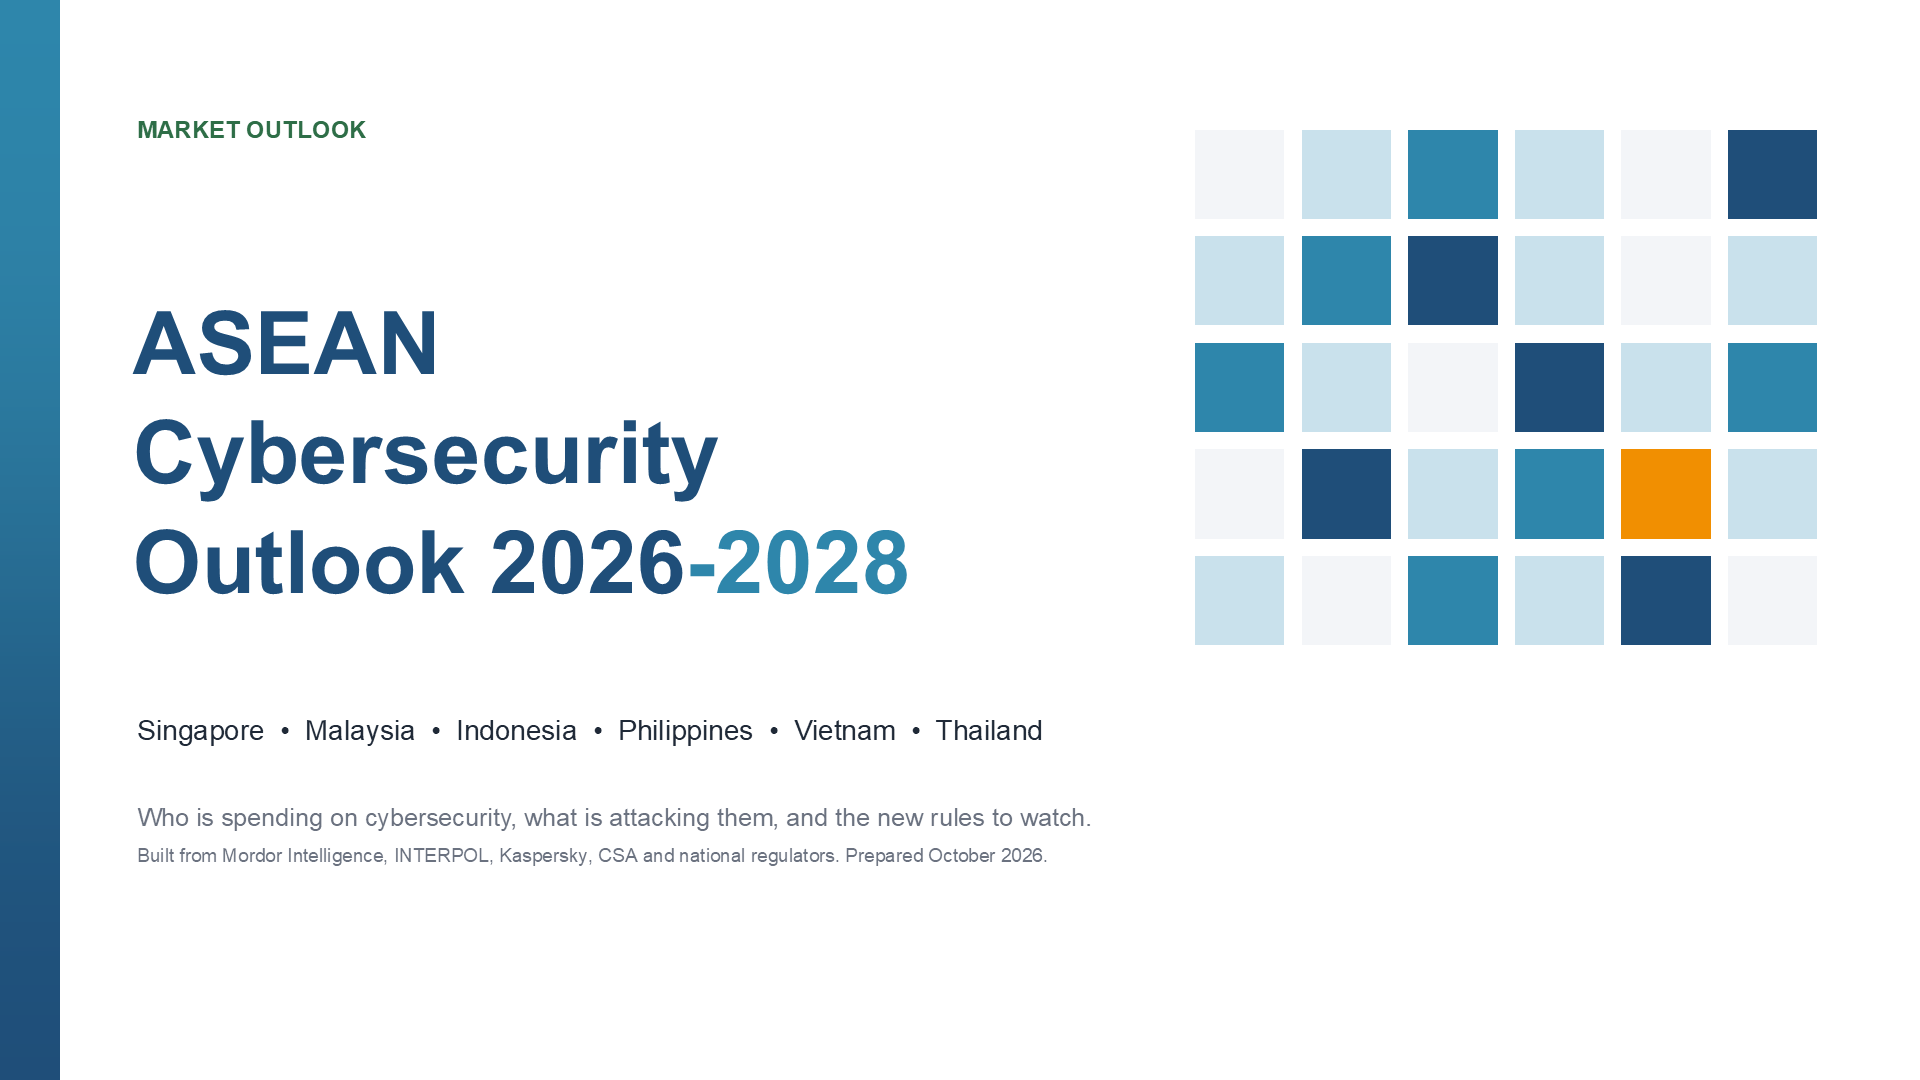 MARKET OUTLOOK
ASEAN
Cybersecurity
Outlook 2026-2028
Singapore • Malaysia • Indonesia • Philippines • Vietnam • Thailand
Who is spending on cybersecurity, what is attacking them, and the new rules to watch.
Built from Mordor Intelligence, INTERPOL, Kaspersky, CSA and national regulators. Prepared October 2026.